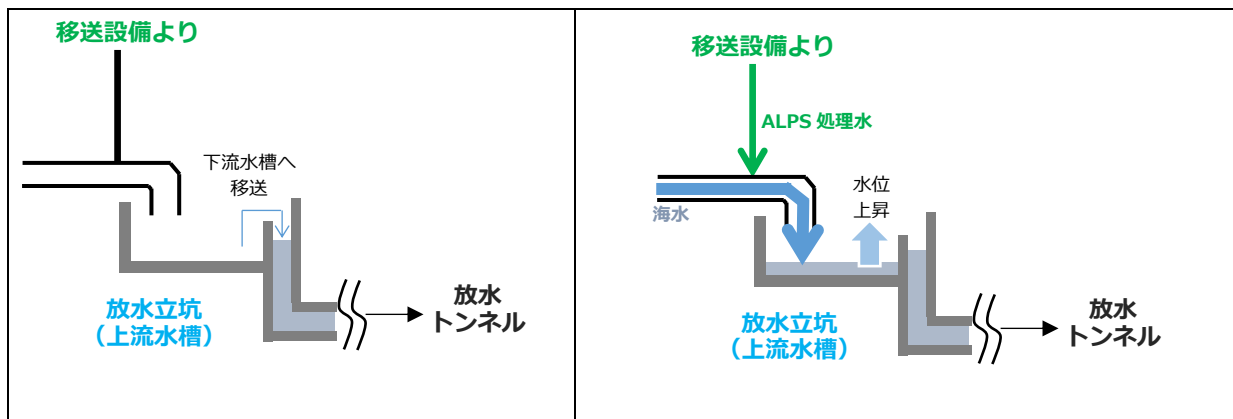 移送設備より
下流水槽へ
移送
放水立坑
（上流水槽）
放水
トンネル
移送設備より
ALPS 処理水
海水
水位
上昇
放水立坑
（上流水槽）
放水
トンネル